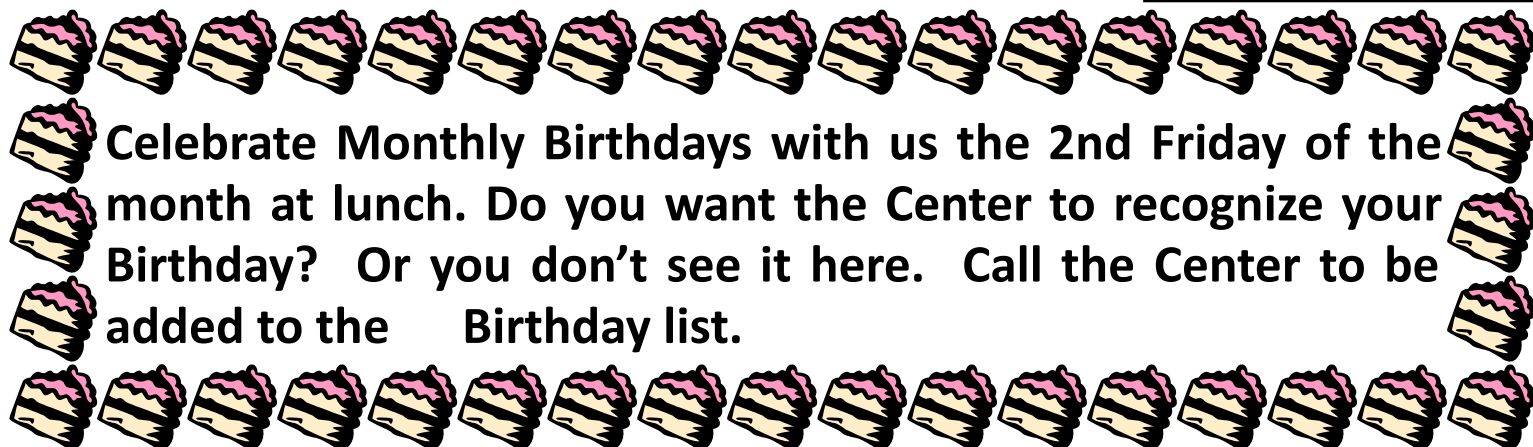 Celebrate Monthly Birthdays with us the 2nd Friday of the
month at lunch. Do you want the Center to recognize your
Birthday?  Or you don’t see it here.  Call the Center to be
added to the     Birthday list.